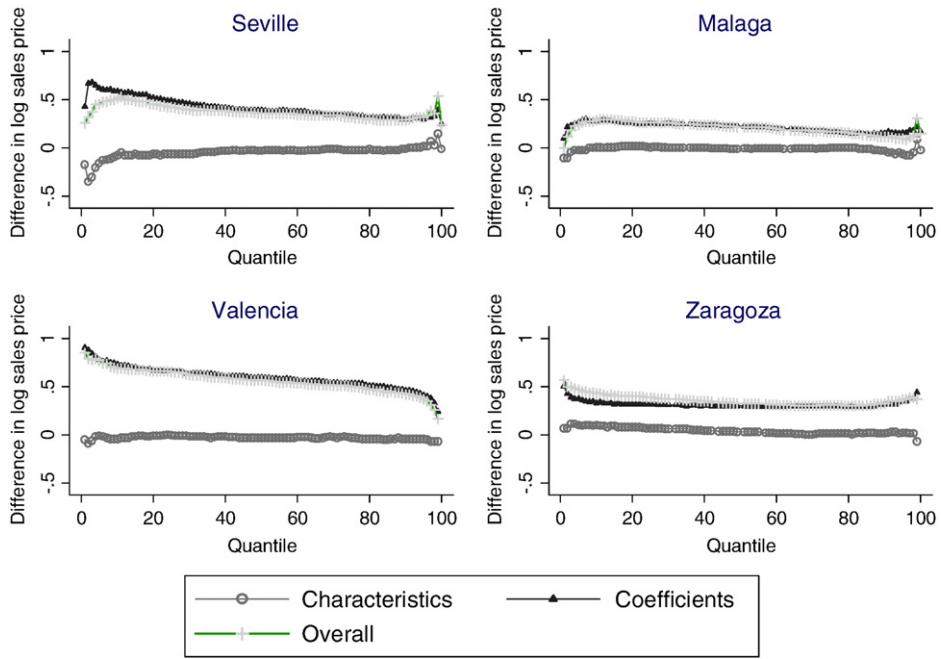 Seville
Difference in log sales price
1
.5
0
-.5
0 20 40 60 80 100
Quantile
Malaga
Difference in log sales price
1
.5
0
-.5
0 20 40 60 80 100
Quantile
Valencia
Difference in log sales price
1
.5
0
-.5
0 20 40 60 80 100
Quantile
Zaragoza
Difference in log sales price
1
.5
0
-.5
0 20 40 60 80 100
Quantile
Characteristics Coefficients
Overall